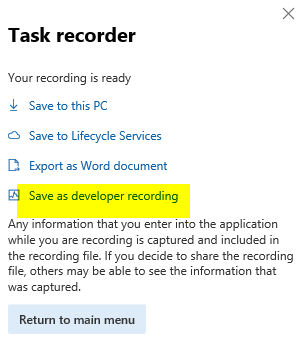 Task recorder
Your recording is ready
Save to this PC
Save to Lifecycle Services
Export as Word document
Save as developer recording
Any information that you enter into the application
while you are recording is captured and included in
the recording file. If you decide to share the recording
file, others may be able to see the information that
was captured.
Return to main menu